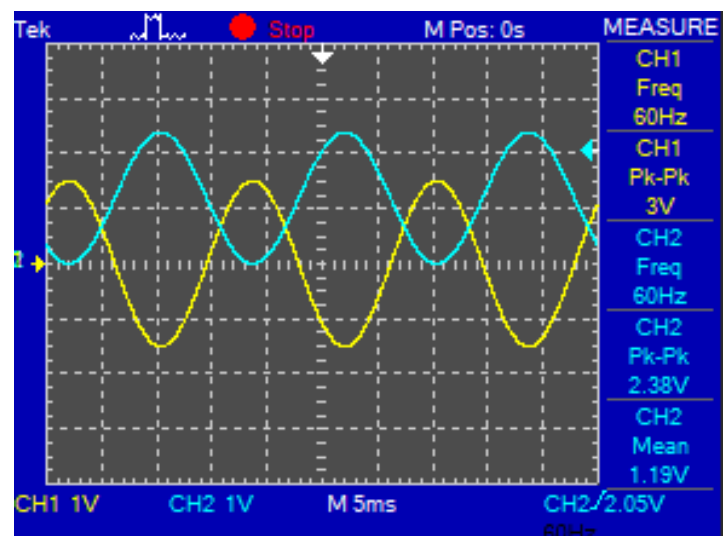 Tek
Stop
M Pos: 0s
MEASURE
CH1
Freq
60Hz
CH1
Pk-Pk
3V
CH2
Freq
60Hz
CH2
Pk-Pk
2.38V
CH2
Mean
1.19V
CH1 1V
CH2 1V
M 5ms
CH2
2.05V
60Hz